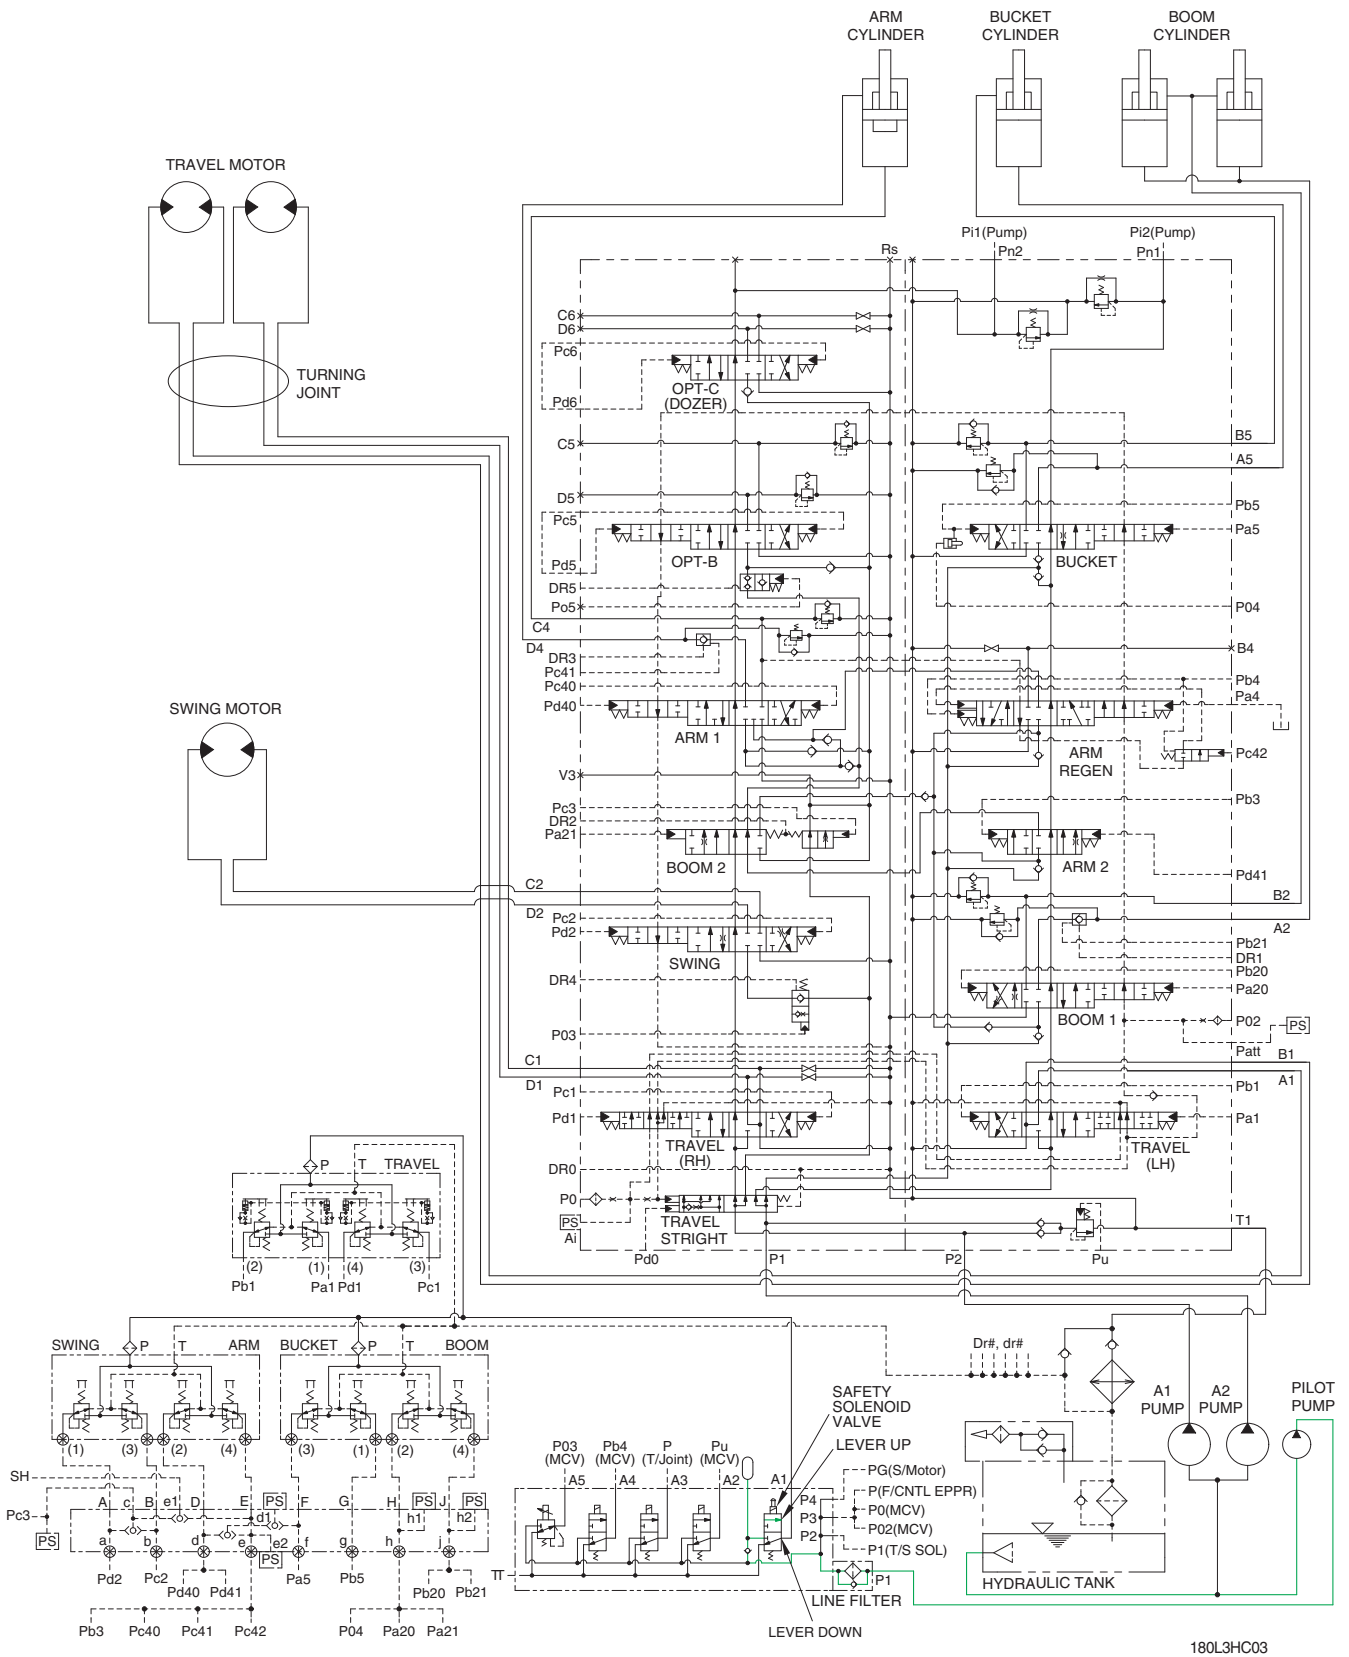 ARM
CYLINDER
BUCKET
CYLINDER
BOOM
CYLINDER
TRAVEL MOTOR
TURNING
JOINT
SWING MOTOR
Pi1(Pump)
Pn2
Pi2(Pump)
Pn1
Rs
C6
D6
Pc6
Pd6
OPT-C
(DOZER)
C5
D5
Pc5
Pd5
OPT-B
DR5
Po5
C4
D4
DR3
Pc41
Pc40
Pd40
ARM 1
V3
Pc3
DR2
Pa21
BOOM 2
C2
D2
Pc2
Pd2
SWING
DR4
P03
C1
D1
Pc1
Pd1
TRAVEL
(RH)
DR0
P0
PS
Ai
TRAVEL
STRIGHT
Pd0
P1
P2
Pu
B5
A5
Pb5
Pa5
BUCKET
P04
B4
Pb4
Pa4
ARM
REGEN
Pc42
Pb3
ARM 2
Pd41
B2
A2
Pb21
DR1
Pb20
Pa20
BOOM 1
P02
PS
Patt
B1
A1
Pb1
Pa1
TRAVEL
(LH)
T1
P
T
TRAVEL
(2)
(1)
(4)
(3)
Pb1
Pa1
Pd1
Pc1
SWING
P
T
ARM
BUCKET
P
T
BOOM
(1)
(3)
(2)
(4)
(3)
(1)
(2)
(4)
SH
Pc3
PS
A
c
B
e1
D
E
PS
d1
F
G
H
PS
h1
J
PS
h2
a
b
d
e
e2
PS
f
g
h
j
Pd2
Pc2
Pd40
Pd41
Pa5
Pb5
Pb20
Pb21
Pb3
Pc40
Pc41
Pc42
P04
Pa20
Pa21
Dr#, dr#
SAFETY
SOLENOID
VALVE
LEVER UP
P03
(MCV)
Pb4
(MCV)
P
(T/Joint)
Pu
(MCV)
A5
A4
A3
A2
A1
P4
P3
P2
PG(S/Motor)
P(F/CNTL EPPR)
P0(MCV)
P02(MCV)
P1(T/S SOL)
P1
LINE FILTER
LEVER DOWN
A1
PUMP
A2
PUMP
PILOT
PUMP
HYDRAULIC TANK
180L3HC03